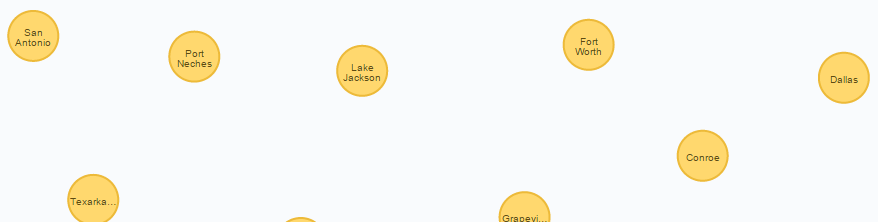 San
Antonio
Port
Neches
Lake
Jackson
Fort
Worth
Dallas
Conroe
Texarka...
Grapevi...